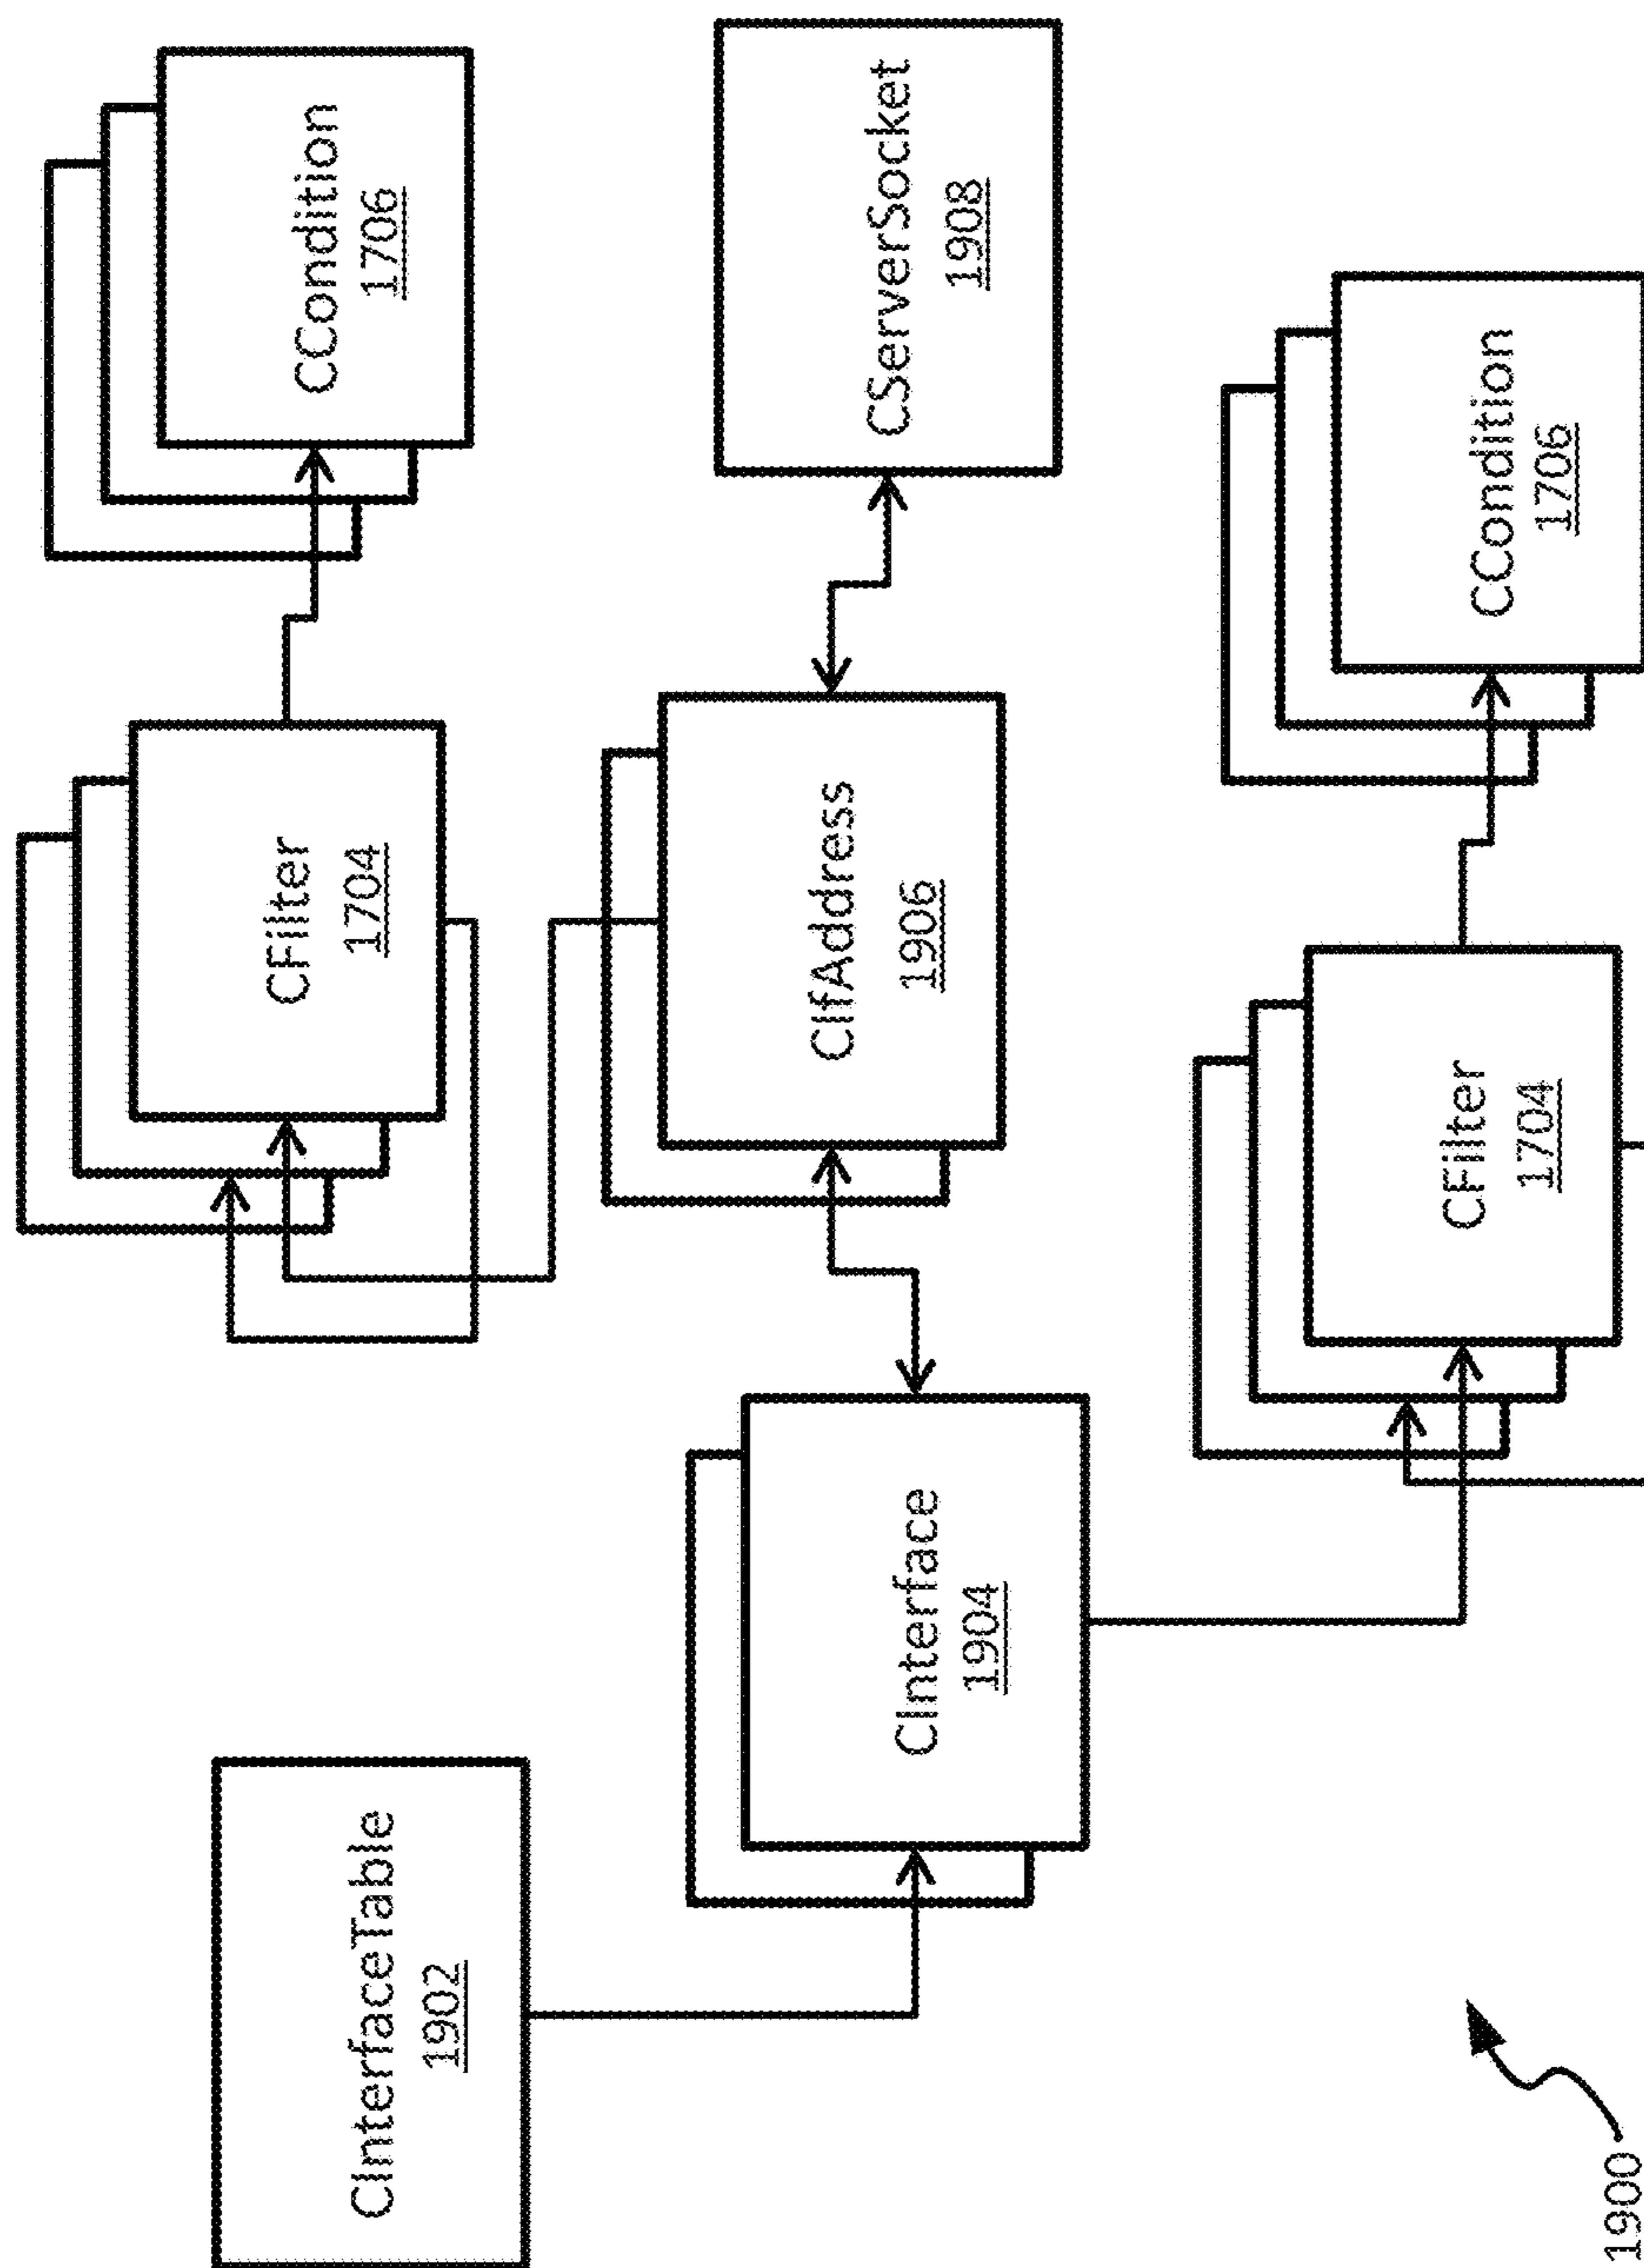 CInterfaceTable
1902
CFilter
1704
CCondition
1706
CInterface
1904
CIfAddress
1906
CServerSocket
1908
CFilter
1704
CCondition
1706
1900